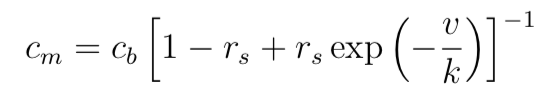 $c_m = c_b \left[ 1 - r_s + r_s \exp \left( -\frac{v}{k} \right) \right]^{-1}$